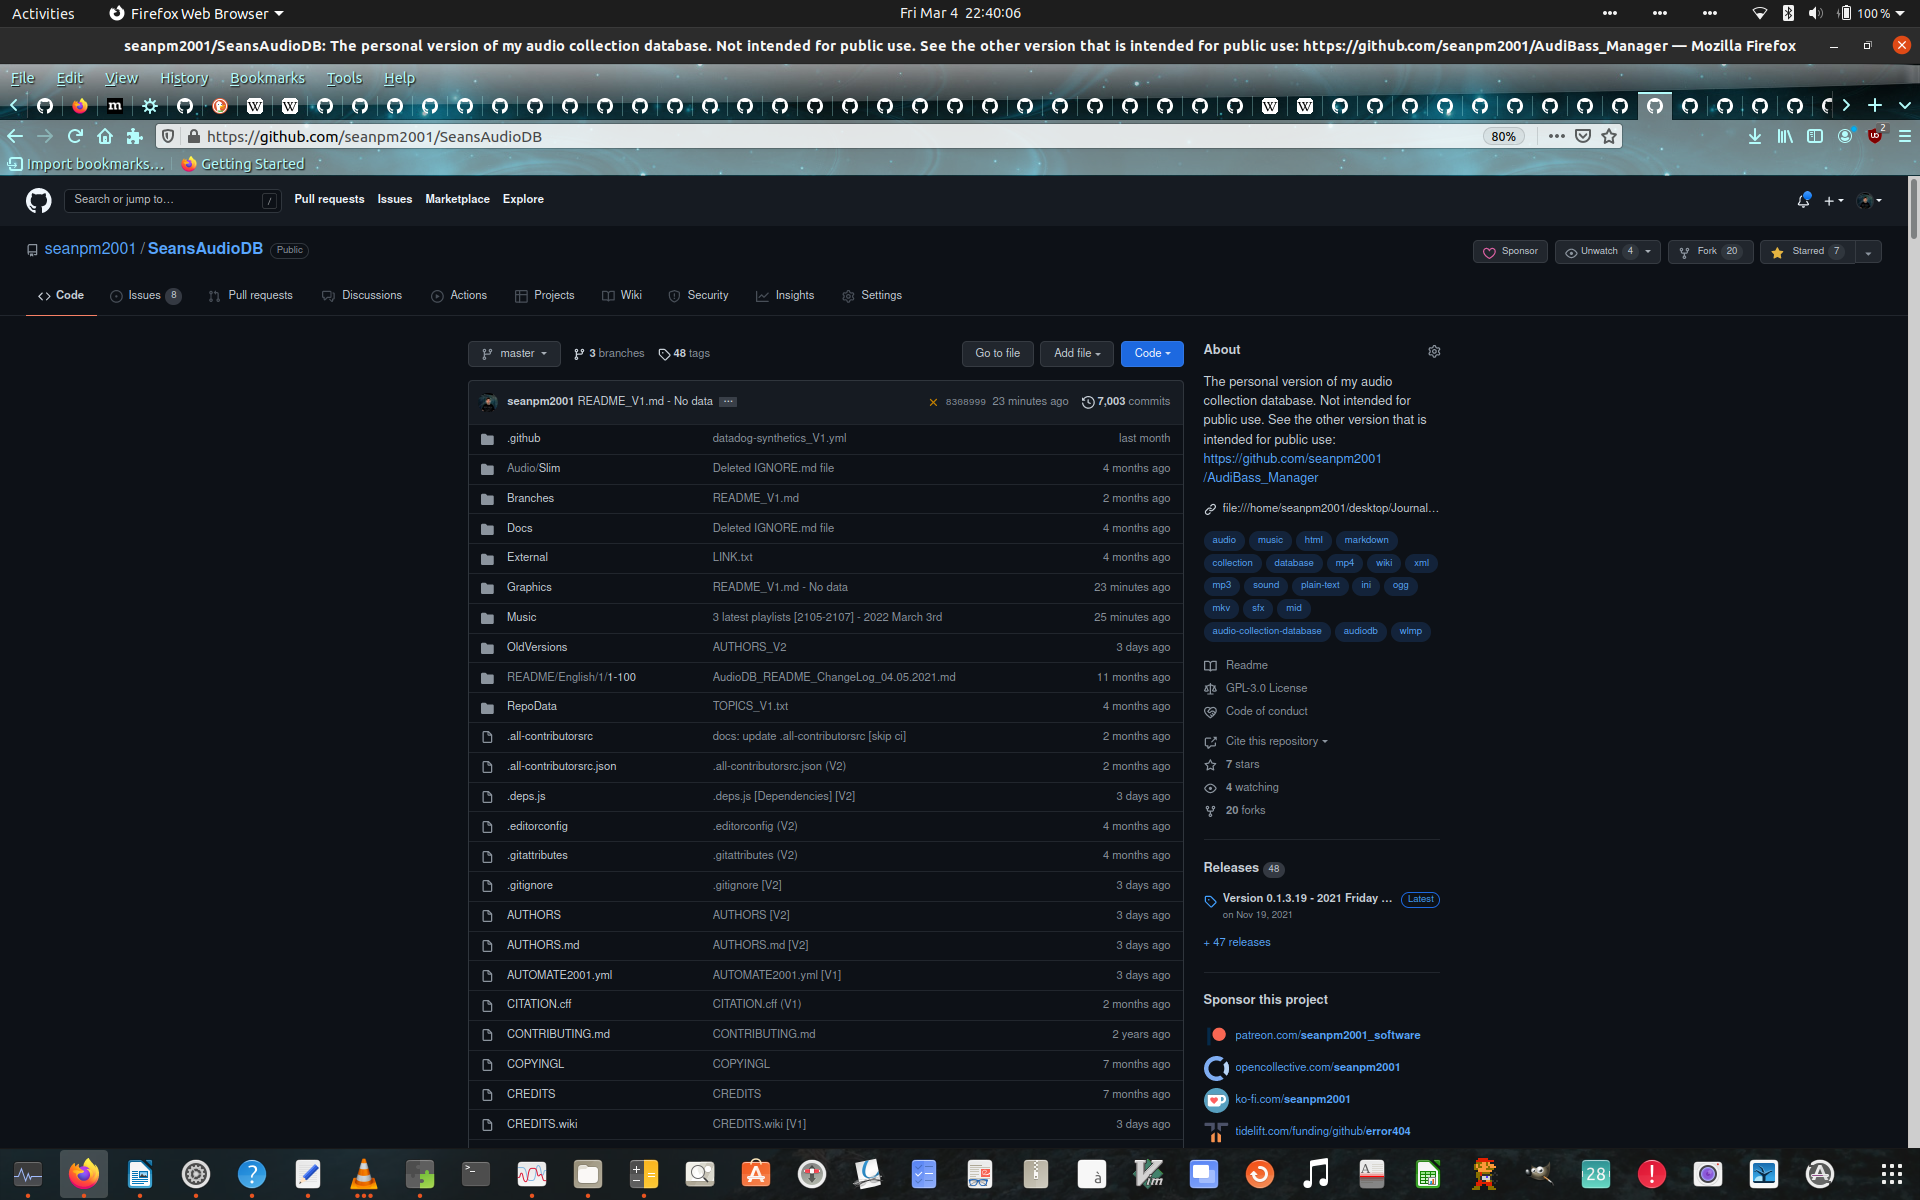 Activities Firefox Web Browser Fri Mar 4 22:40:06 100 %
seanpm2001/SeansAudioDB: The personal version of my audio collection database. Not intended for public use. See the other version that is intended for public use: https://github.com/seanpm2001/AudiBass_Manager — Mozilla Firefox
File Edit View History Bookmarks Tools Help
https://github.com/seanpm2001/SeansAudioDB 80% 2
Import bookmarks… Getting Started
Search or jump to… / Pull requests Issues Marketplace Explore
seanpm2001 / SeansAudioDB Public Sponsor Unwatch 4 Fork 20 Starred 7
Code Issues 8 Pull requests Discussions Actions Projects Wiki Security Insights Settings
master 3 branches 48 tags Go to file Add file Code
seanpm2001 README_V1.md - No data 8308999 23 minutes ago 7,003 commits
.github datadog-synthetics_V1.yml last month
Audio/Slim Deleted IGNORE.md file 4 months ago
Branches README_V1.md 2 months ago
Docs Deleted IGNORE.md file 4 months ago
External LINK.txt 4 months ago
Graphics README_V1.md - No data 23 minutes ago
Music 3 latest playlists [2105-2107] - 2022 March 3rd 25 minutes ago
OldVersions AUTHORS_V2 3 days ago
README/English/1/1-100 AudioDB_README_ChangeLog_04.05.2021.md 11 months ago
RepoData TOPICS_V1.txt 4 months ago
.all-contributorsrc docs: update .all-contributorsrc [skip ci] 2 months ago
.all-contributorsrc.json .all-contributorsrc.json (V2) 2 months ago
.deps.js .deps.js [Dependencies] [V2] 3 days ago
.editorconfig .editorconfig (V2) 4 months ago
.gitattributes .gitattributes (V2) 4 months ago
.gitignore .gitignore [V2] 3 days ago
AUTHORS AUTHORS [V2] 3 days ago
AUTHORS.md AUTHORS.md [V2] 3 days ago
AUTOMATE2001.yml AUTOMATE2001.yml [V1] 3 days ago
CITATION.cff CITATION.cff (V1) 2 months ago
CONTRIBUTING.md CONTRIBUTING.md 2 years ago
COPYINGL COPYINGL 7 months ago
CREDITS CREDITS 7 months ago
CREDITS.wiki CREDITS.wiki [V1] 3 days ago
About
The personal version of my audio
collection database. Not intended for
public use. See the other version that is
intended for public use:
https://github.com/seanpm2001
/AudiBass_Manager
file:///home/seanpm2001/desktop/Journal…
audio music html markdown
collection database mp4 wiki xml
mp3 sound plain-text ini ogg
mkv sfx mid
audio-collection-database audiodb wlmp
Readme
GPL-3.0 License
Code of conduct
Cite this repository
7 stars
4 watching
20 forks
Releases 48
Version 0.1.3.19 - 2021 Friday … Latest
on Nov 19, 2021
+ 47 releases
Sponsor this project
patreon.com/seanpm2001_software
opencollective.com/seanpm2001
ko-fi.com/seanpm2001
tidelift.com/funding/github/error404
28